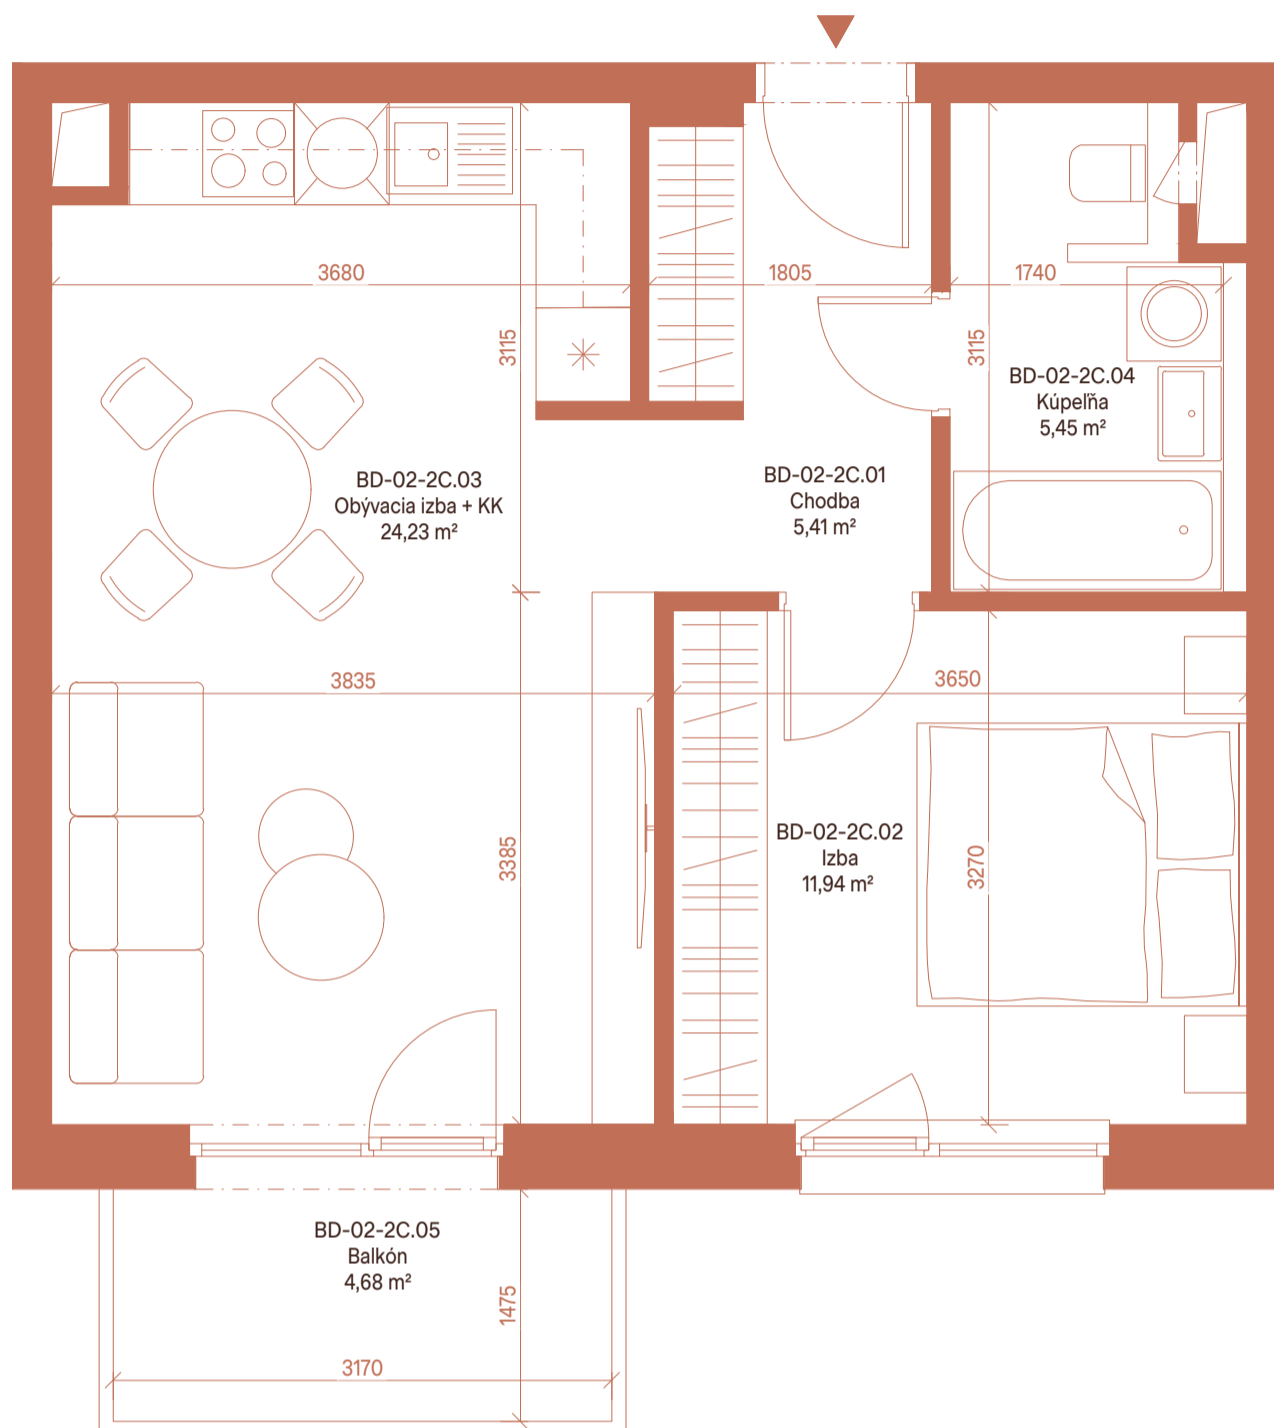 3680
1805
1740
3115
3115
BD-02-2C.04
Kúpeľňa
5,45 m²
BD-02-2C.03
Obývacia izba + KK
24,23 m²
BD-02-2C.01
Chodba
5,41 m²
3835
3650
BD-02-2C.02
Izba
11,94 m²
3385
3270
BD-02-2C.05
Balkón
4,68 m²
1475
3170